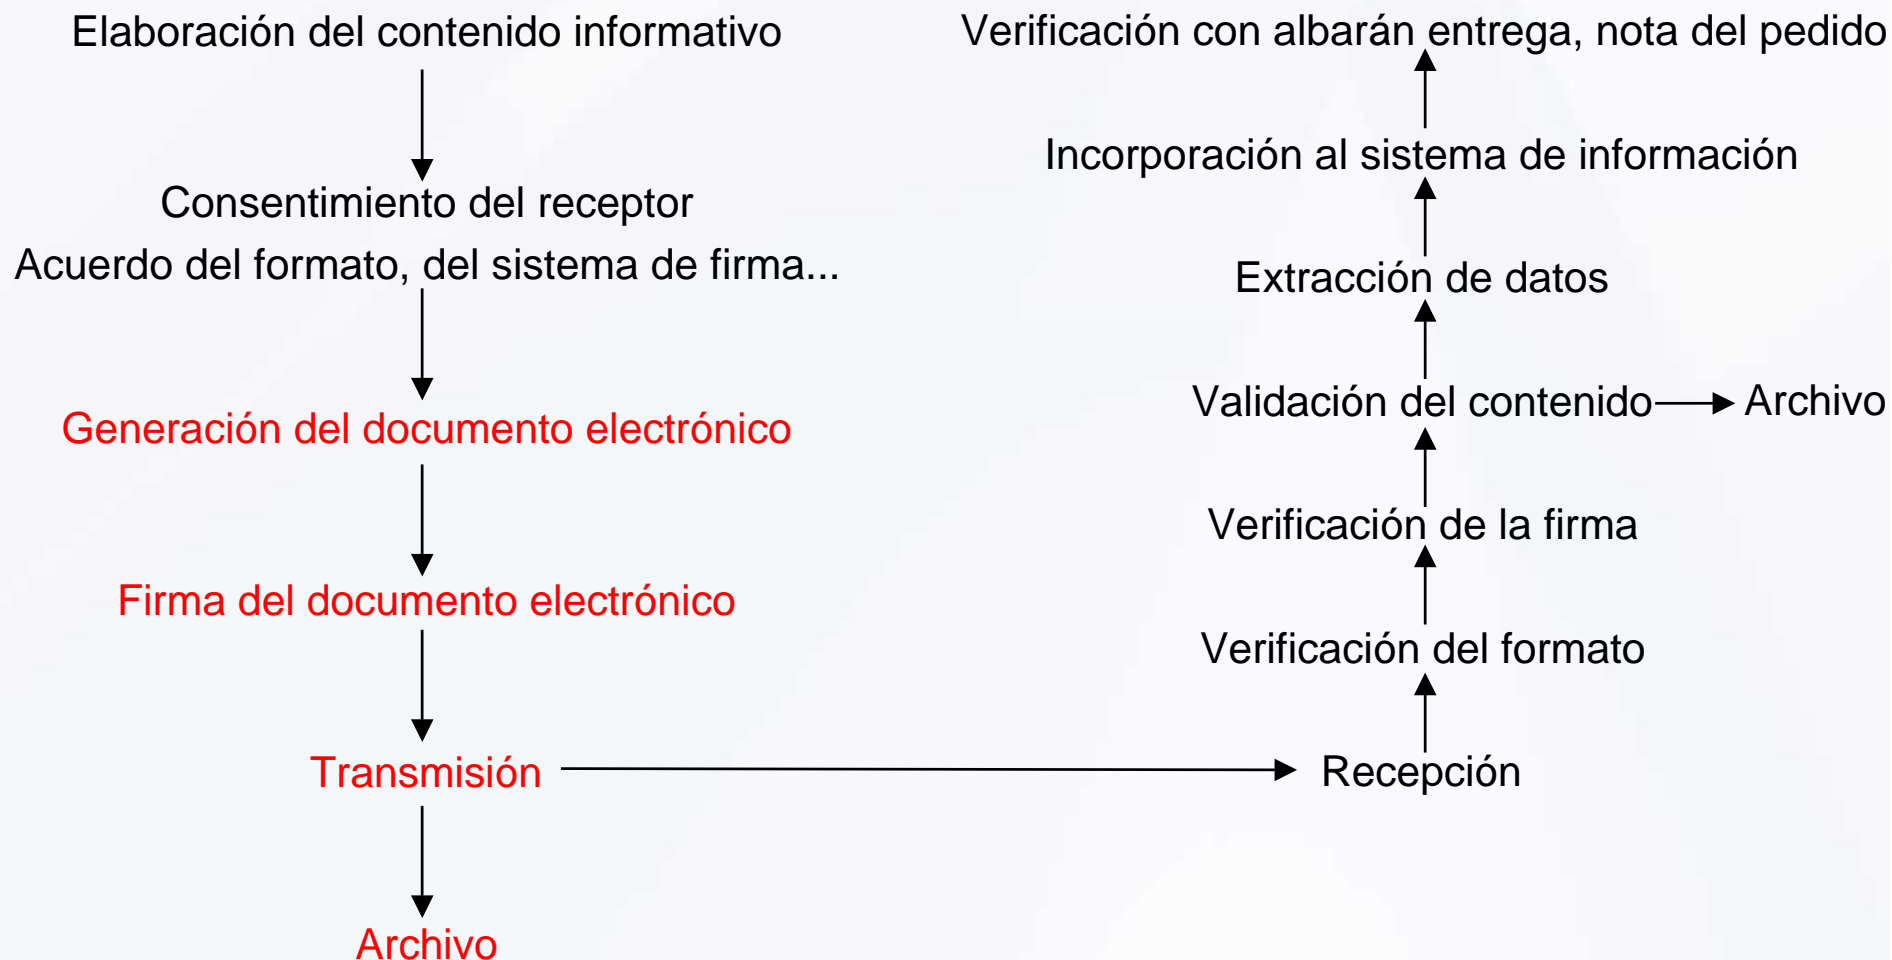 Elaboración del contenido informativo
Consentimiento del receptor
Acuerdo del formato, del sistema de firma...
Generación del documento electrónico
Firma del documento electrónico
Transmisión
Archivo
Verificación con albarán entrega, nota del pedido
Incorporación al sistema de información
Extracción de datos
Validación del contenido
Archivo
Verificación de la firma
Verificación del formato
Recepción